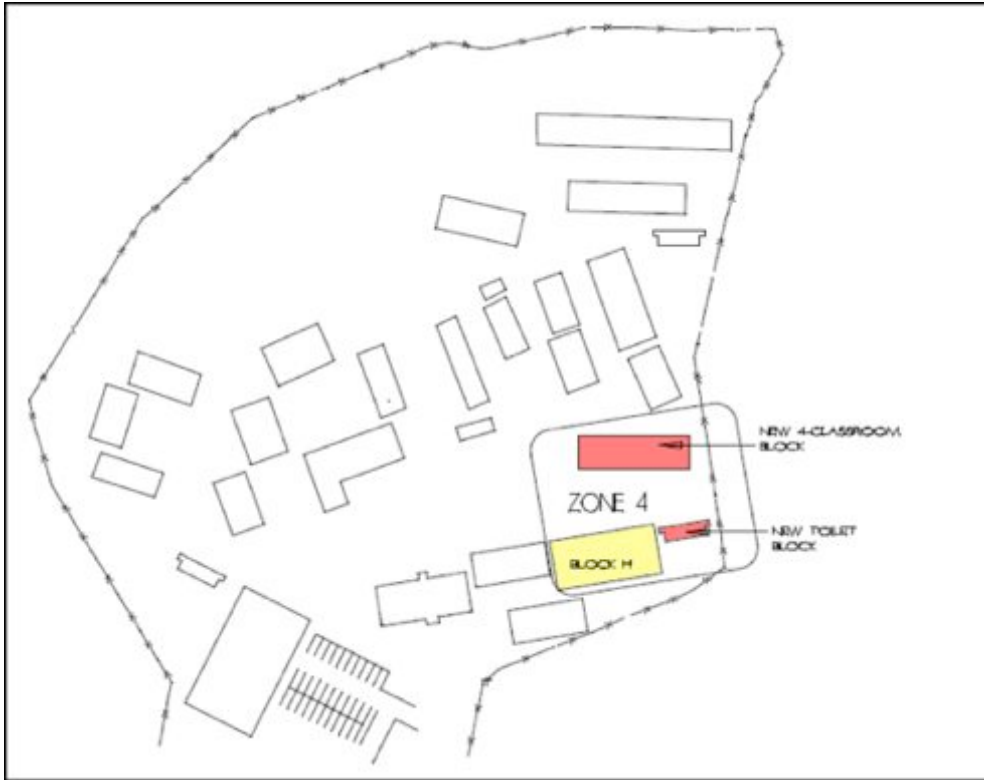 NEW 4-CLASSROOM
BLOCK
ZONE 4
NEW TOILET
BLOCK
BLOCK H